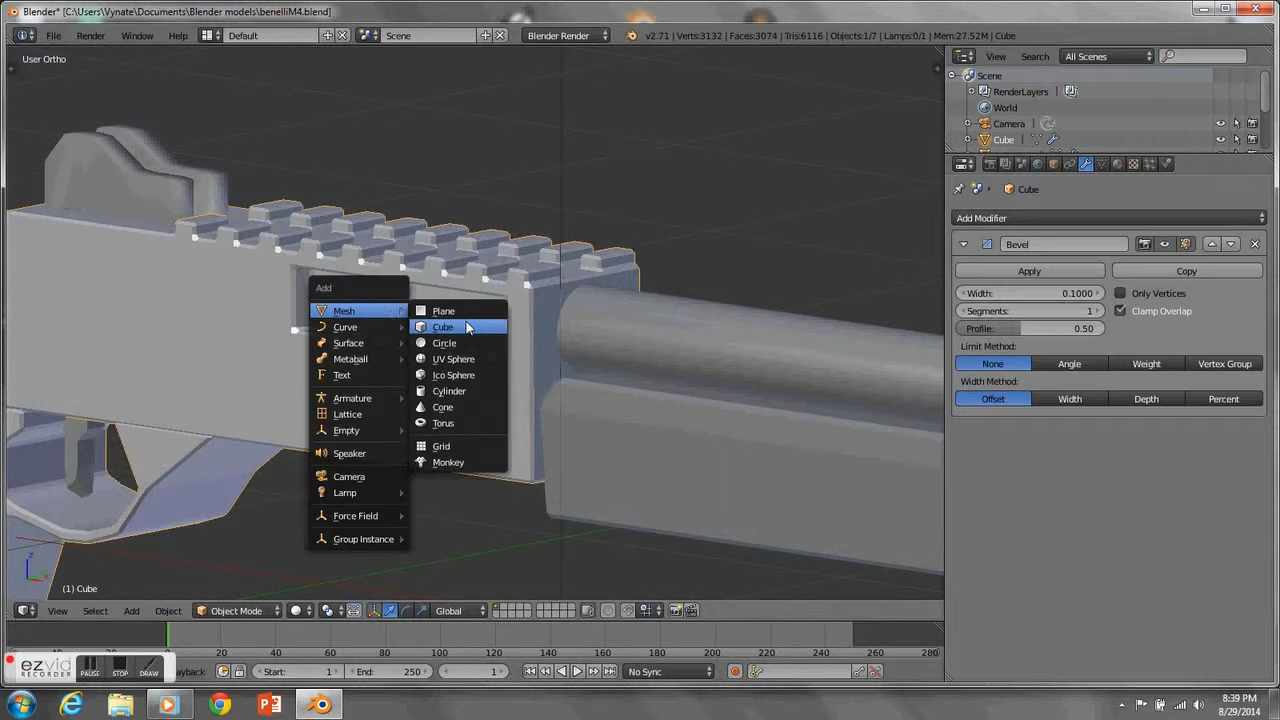 Blender* [C:\Users\Vynate\Documents\Blender models\benelliM4.blend]
File Render Window Help Default Scene Blender Render v2.71 | Verts:3132 | Faces:3074 | Tris:6116 | Objects:1/7 | Lamps:0/1 | Mem:27.52M | Cube
User Ortho
View Search All Scenes
Scene
RenderLayers
World
Camera
Cube
Cube
Add Modifier
Bevel
Apply Copy
Width: 0.1000 Only Vertices
Segments: 1 Clamp Overlap
Profile: 0.50
Limit Method:
None Angle Weight Vertex Group
Width Method:
Offset Width Depth Percent
Add
Mesh
Curve
Surface
Metaball
Text
Armature
Lattice
Empty
Speaker
Camera
Lamp
Force Field
Group Instance
Plane
Cube
Circle
UV Sphere
Ico Sphere
Cylinder
Cone
Torus
Grid
Monkey
z
(1) Cube
View Select Add Object Object Mode Global
20 40 60 80 100 120 140 160 180 200 220 240 260 280
ezvid
RECORDER
PAUSE STOP DRAW
Start: 1 End: 250 1 No Sync
8:39 PM
8/29/2014